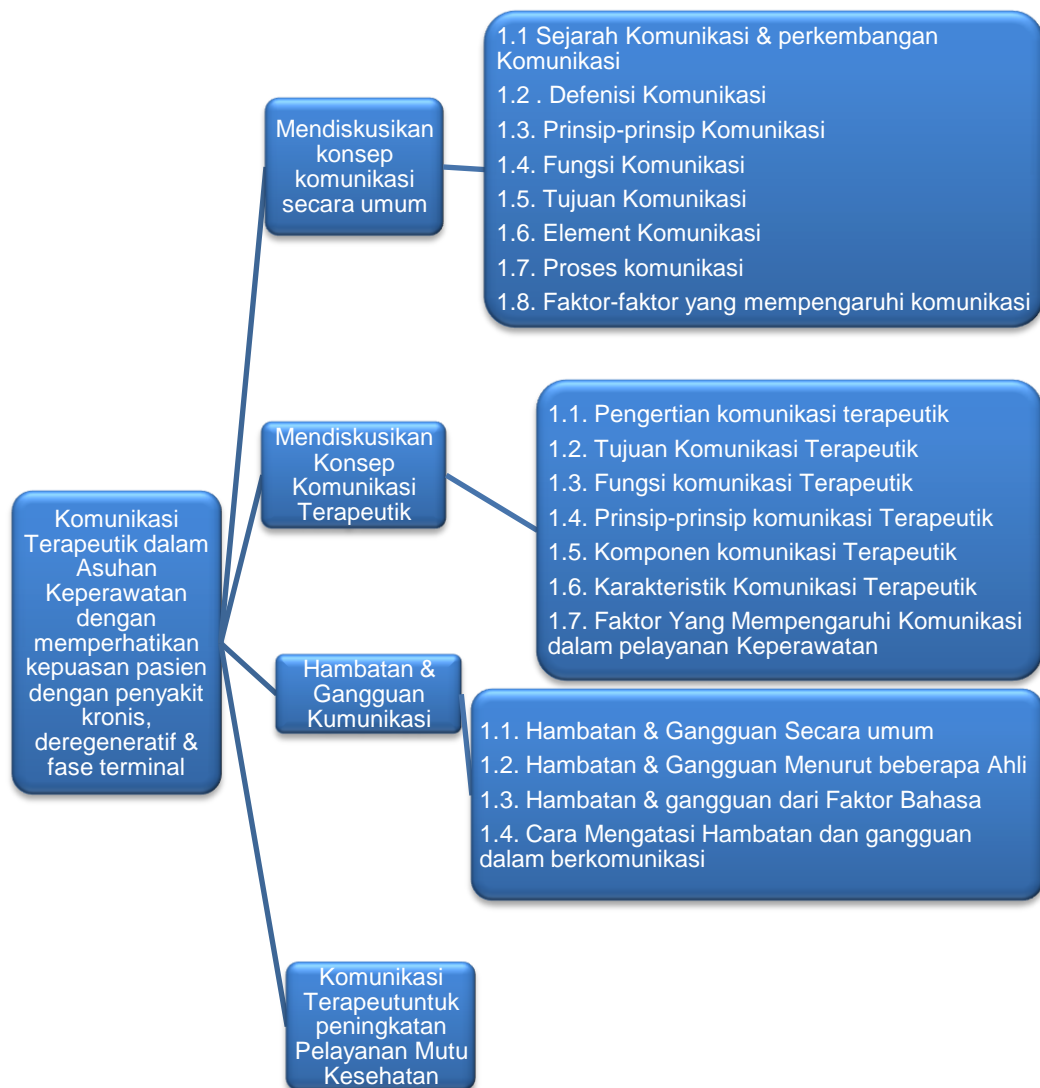 Komunikasi
Terapeutik dalam
Asuhan
Keperawatan
dengan
memperhatikan
kepuasan pasien
dengan penyakit
kronis,
deregeneratif &
fase terminal
Mendiskusikan
konsep
komunikasi
secara umum
1.1 Sejarah Komunikasi & perkembangan
Komunikasi
1.2 . Defenisi Komunikasi
1.3. Prinsip-prinsip Komunikasi
1.4. Fungsi Komunikasi
1.5. Tujuan Komunikasi
1.6. Element Komunikasi
1.7. Proses komunikasi
1.8. Faktor-faktor yang mempengaruhi komunikasi
Mendiskusikan
Konsep
Komunikasi
Terapeutik
1.1. Pengertian komunikasi terapeutik
1.2. Tujuan Komunikasi Terapeutik
1.3. Fungsi komunikasi Terapeutik
1.4. Prinsip-prinsip komunikasi Terapeutik
1.5. Komponen komunikasi Terapeutik
1.6. Karakteristik Komunikasi Terapeutik
1.7. Faktor Yang Mempengaruhi Komunikasi
dalam pelayanan Keperawatan
Hambatan &
Gangguan
Kumunikasi
1.1. Hambatan & Gangguan Secara umum
1.2. Hambatan & Gangguan Menurut beberapa Ahli
1.3. Hambatan & gangguan dari Faktor Bahasa
1.4. Cara Mengatasi Hambatan dan gangguan
dalam berkomunikasi
Komunikasi
Terapeutuntuk
peningkatan
Pelayanan Mutu
Kesehatan